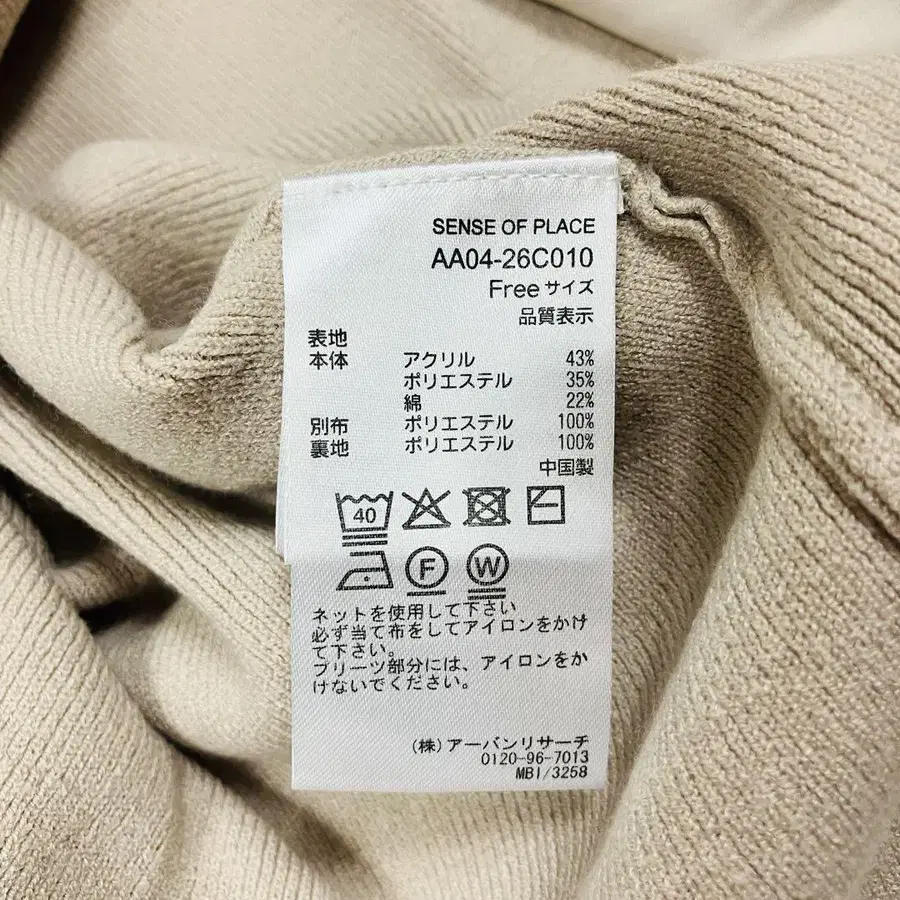 SENSE OF PLACE
AA04-26C010
Freeサイズ
品質表示
表地
本体 アクリル 43%
ポリエステル 35%
綿 22%
別布 ポリエステル 100%
裏地 ポリエステル 100%
中国製
40
F W
ネットを使用して下さい
必ず当て布をしてアイロンをかけ
て下さい。
プリーツ部分には、アイロンをか
けないでください。
(株)アーバンリサーチ
0120-96-7013
MBI/3258